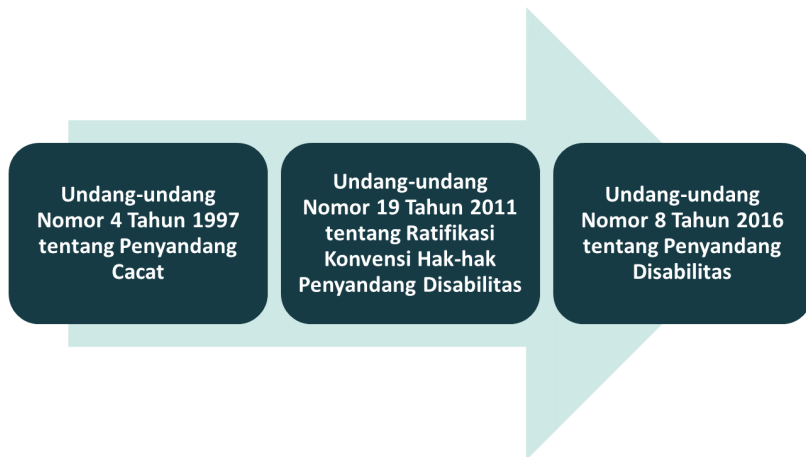 Undang-undang
Nomor 4 Tahun 1997
tentang Penyandang
Cacat
Undang-undang
Nomor 19 Tahun 2011
tentang Ratifikasi
Konvensi Hak-hak
Penyandang Disabilitas
Undang-undang
Nomor 8 Tahun 2016
tentang Penyandang
Disabilitas